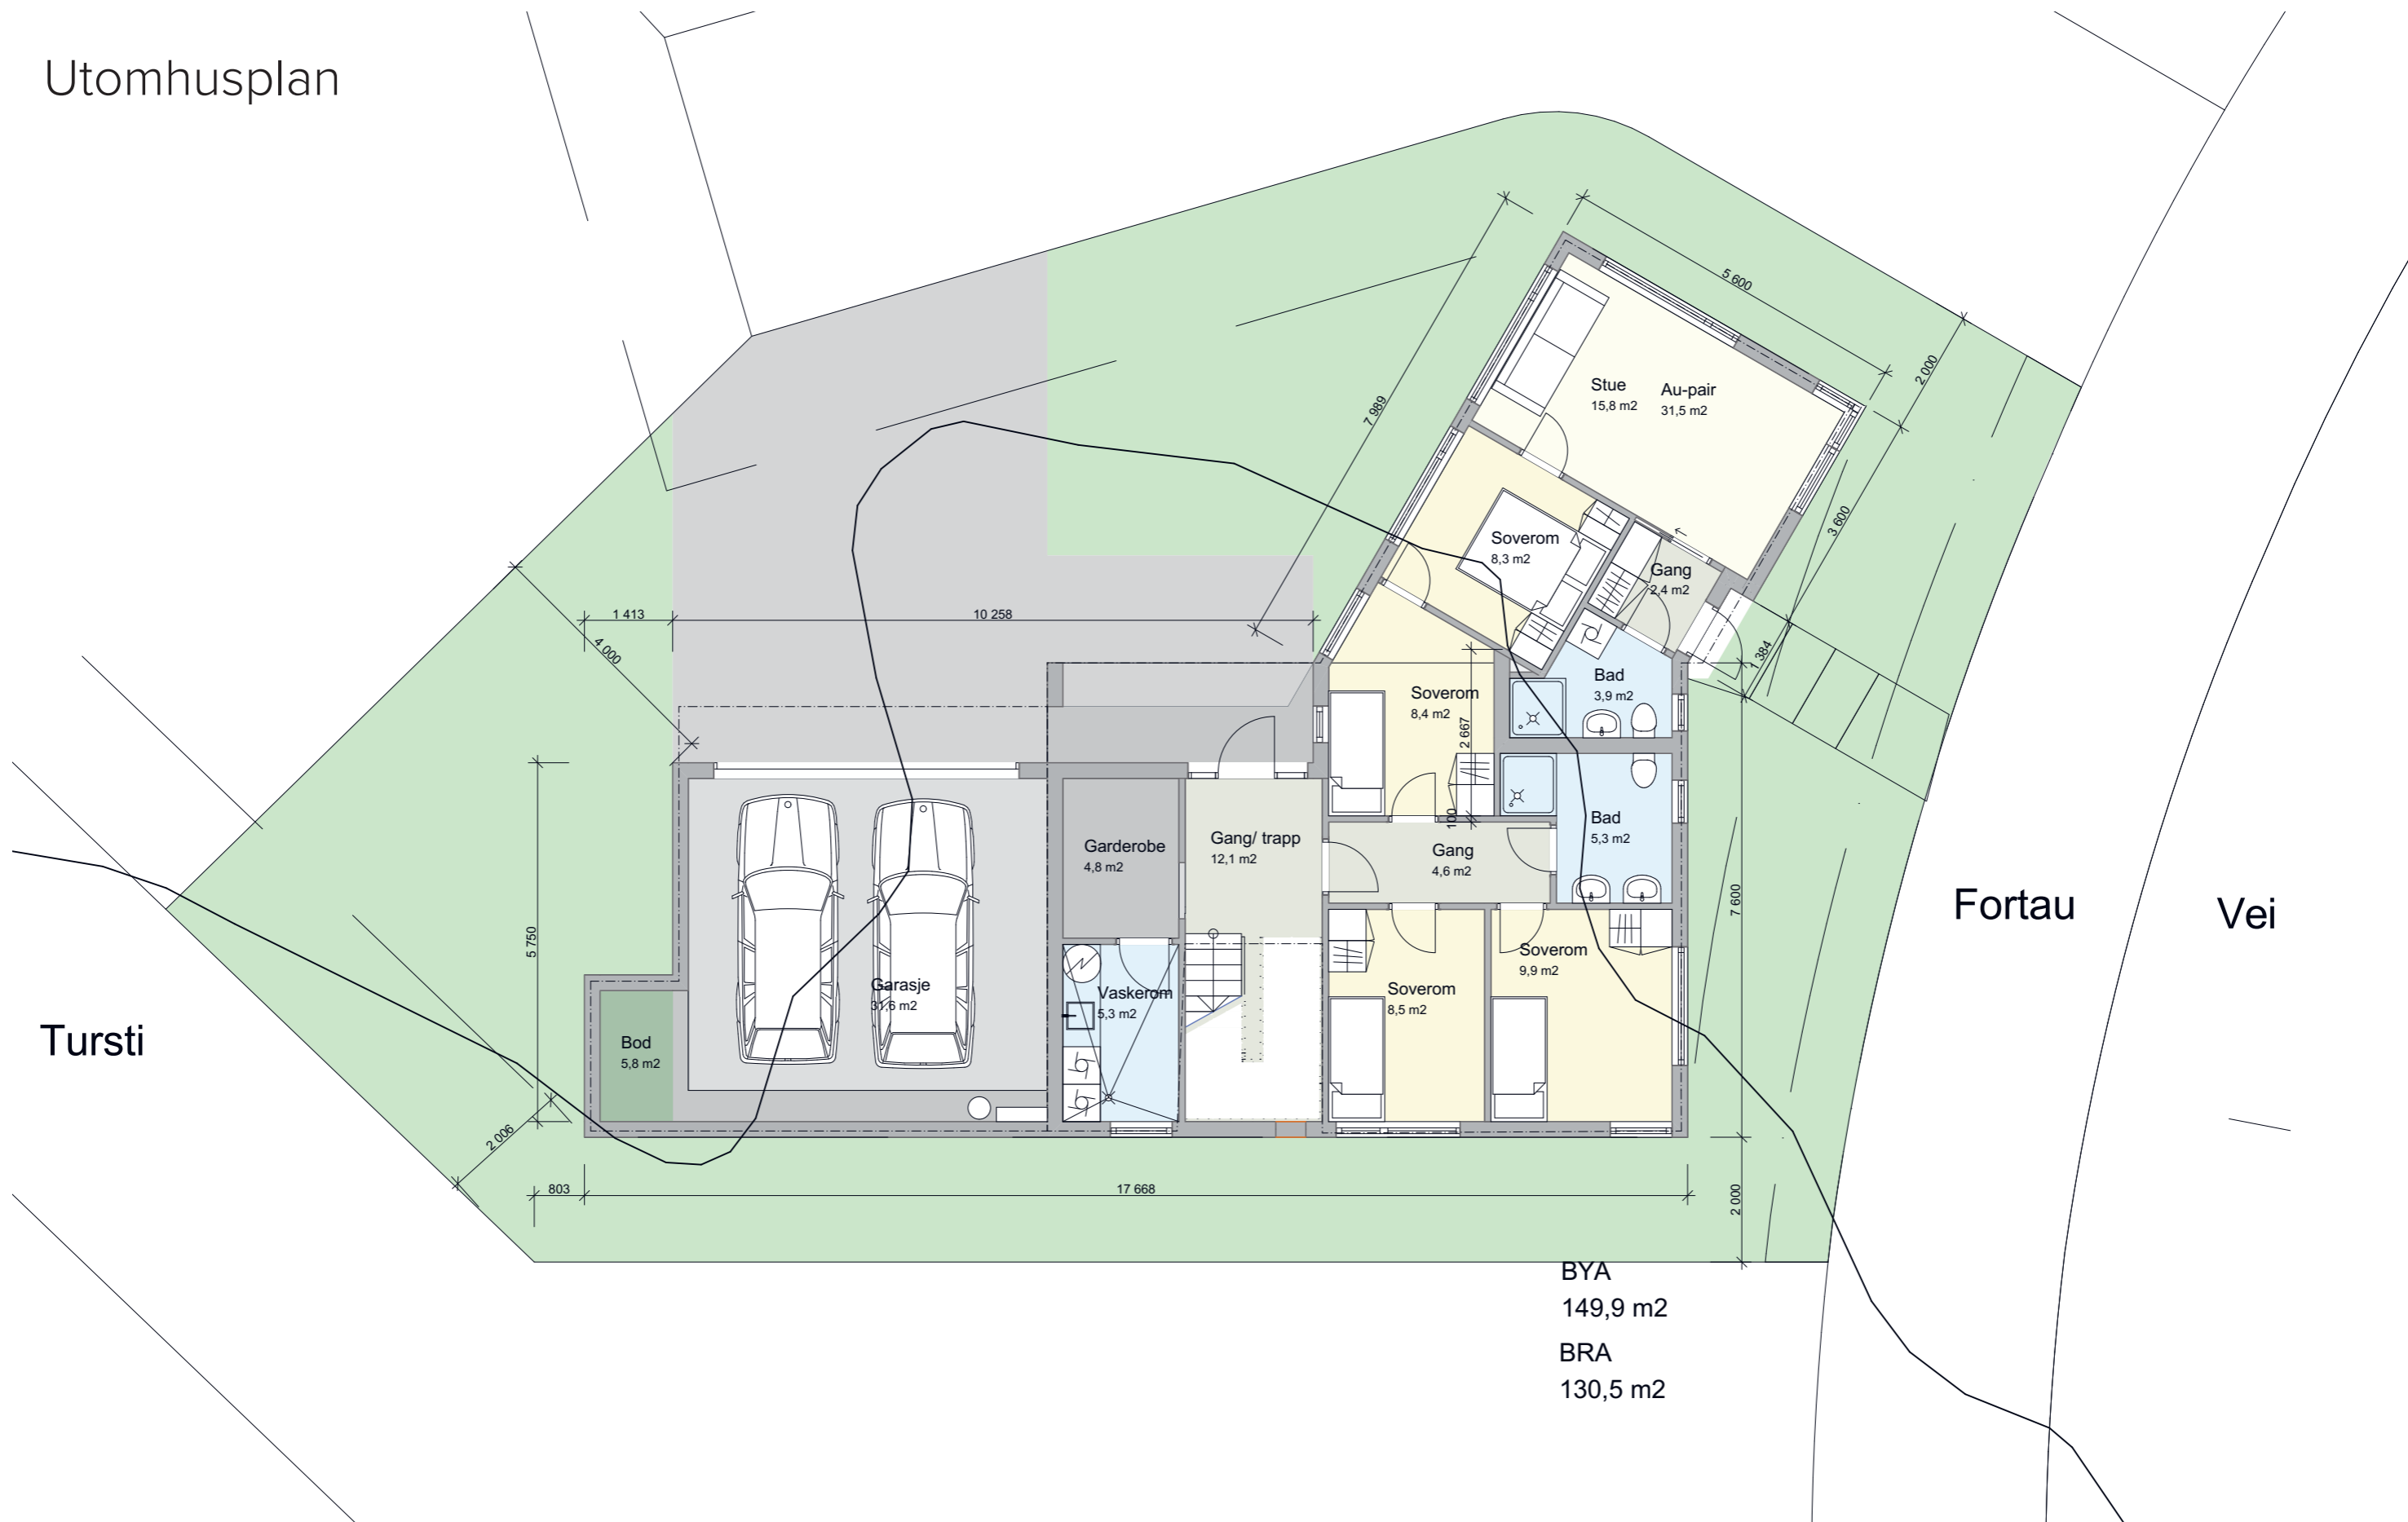 Utomhusplan
5 600
2 000
7 989
Stue
15,8 m2
Au-pair
31,5 m2
3 600
Soverom
8,3 m2
Gang
2,4 m2
1 413
10 258
4 000
1 384
Bad
3,9 m2
Soverom
8,4 m2
2 667
100
Bad
5,3 m2
Garderobe
4,8 m2
Gang/ trapp
12,1 m2
Gang
4,6 m2
7 600
Fortau
Vei
5 750
Soverom
9,9 m2
Garasje
31,6 m2
Vaskerom
5,3 m2
Soverom
8,5 m2
Tursti
Bod
5,8 m2
2 006
803
17 668
2 000
BYA
149,9 m2
BRA
130,5 m2